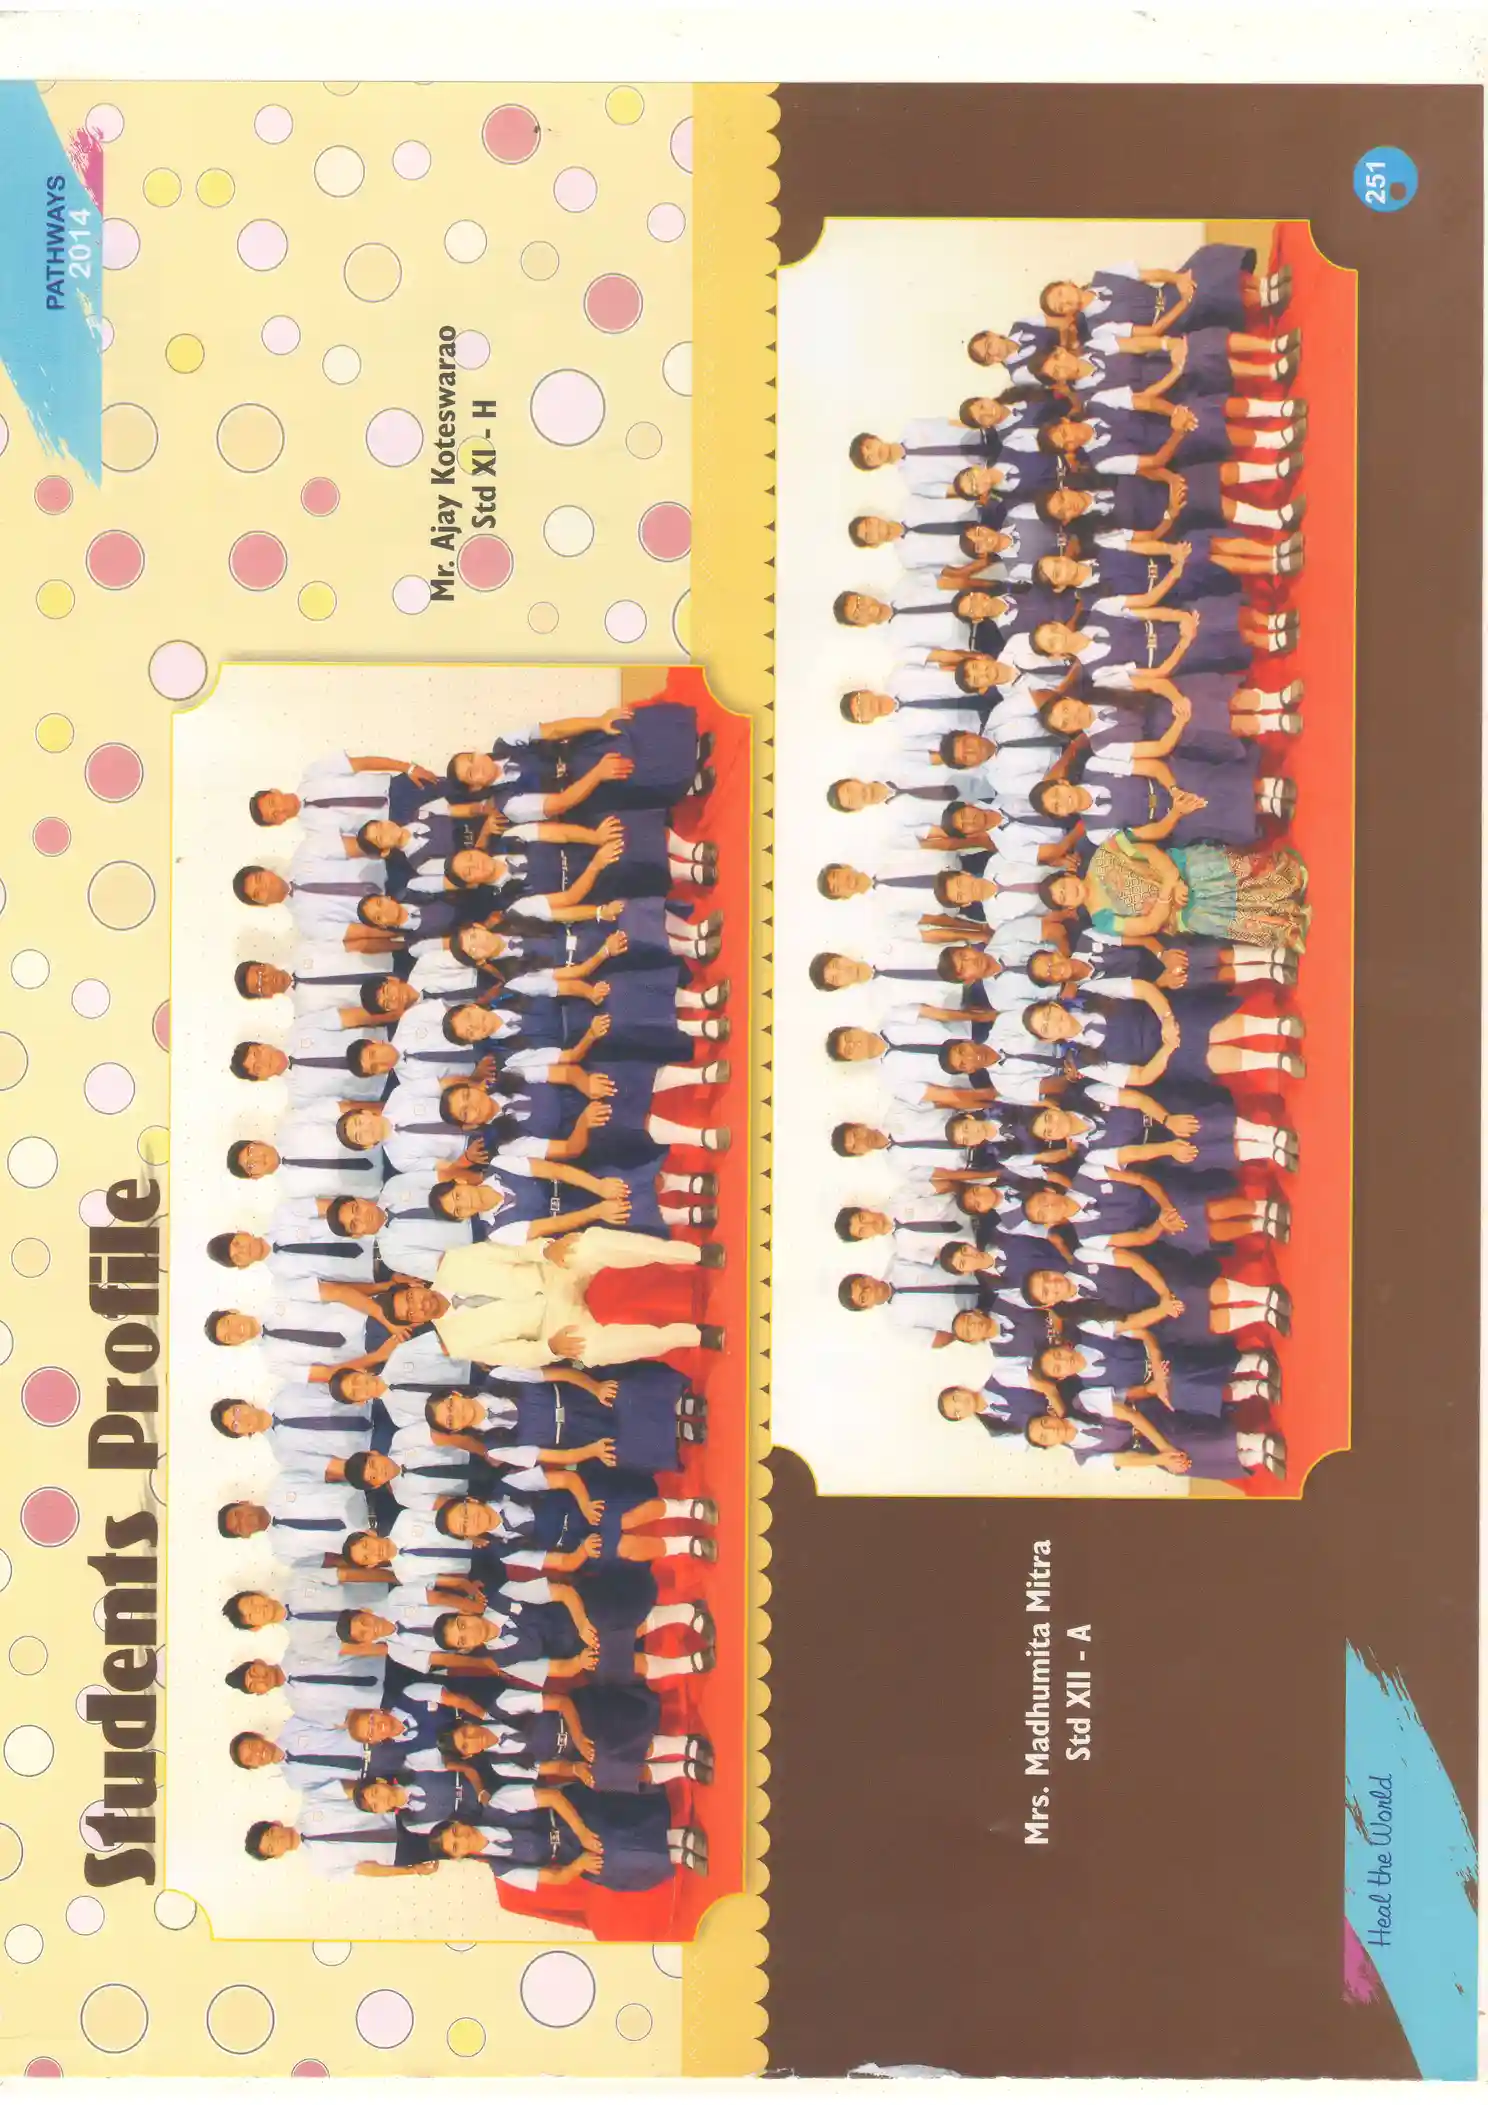 PATHWAYS
2014
Students Profile
Mr. Ajay Koteswarao
Std XI - H
Mrs. Madhumita Mitra
Std XII - A
Heal the World
251